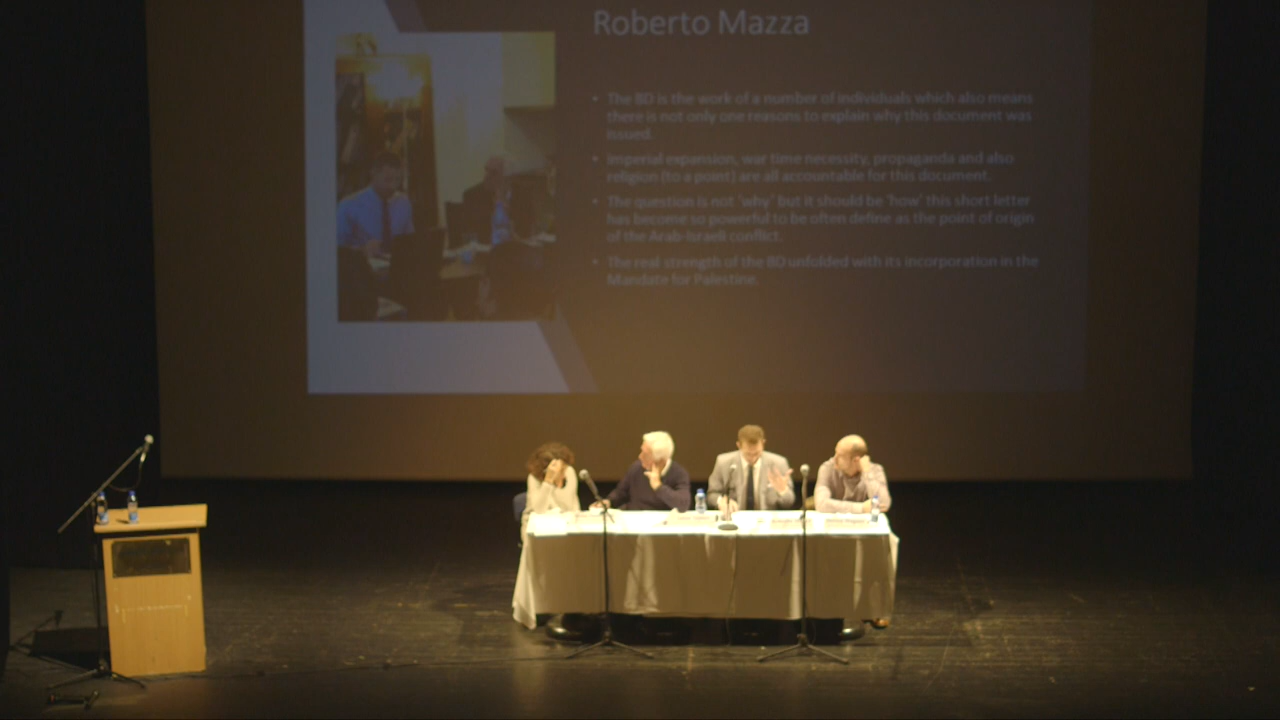 Roberto Mazza
• The BD is the work of a number of individuals which also means
there is not only one reasons to explain why this document was
issued.
• Imperial expansion, war time necessity, propaganda and also
religion (to a point) are all accountable for this document.
• The question is not 'why' but it should be 'how' this short letter
has become so powerful to be often define as the point of origin
of the Arab-Israeli conflict.
• The real strength of the BD unfolded with its incorporation in the
Mandate for Palestine.